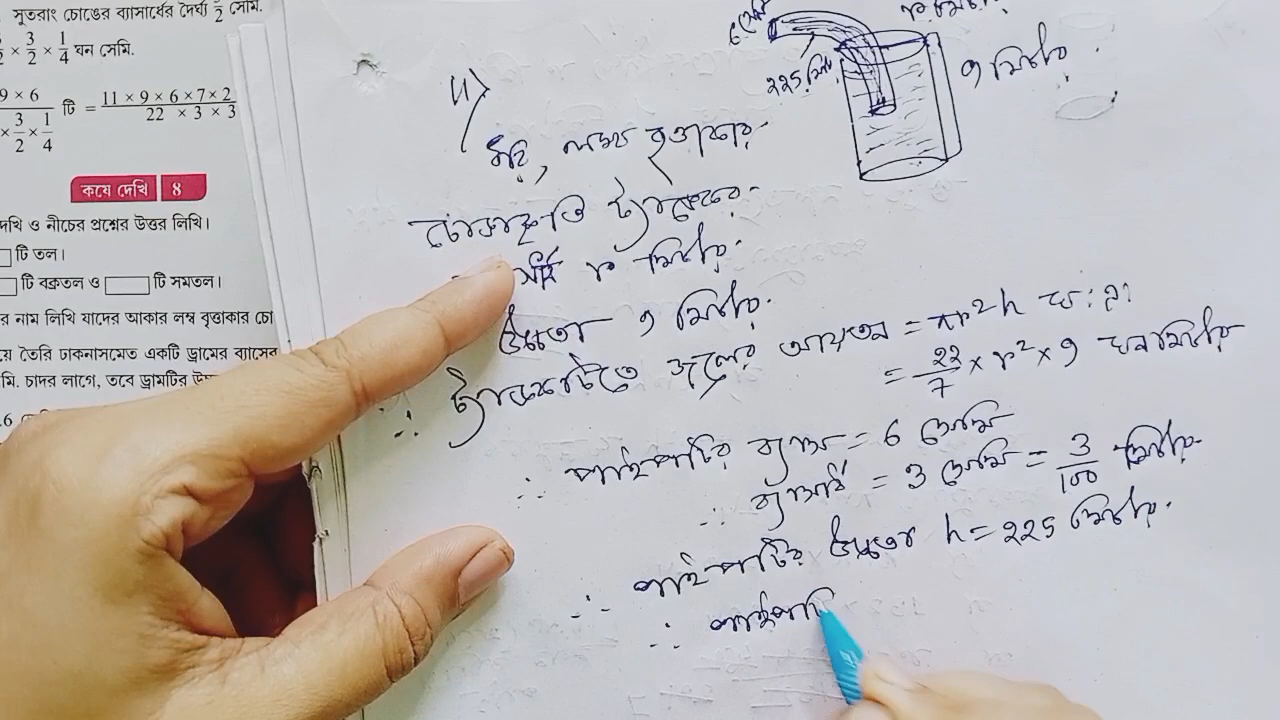 সুতরাং চোঙের ব্যাসার্ধের দৈর্ঘ্য 2 সেমি.
× 3/2 × 1/4 ঘন সেমি.
9 × 6
× 3/2 × 1/4
টি = 11 × 9 × 6 × 7 × 2 / 22 × 3 × 3
কষে দেখি 8
দেখি ও নীচের প্রশ্নের উত্তর লিখি।
টি তল।
টি বক্রতল ও টি সমতল।
র নাম লিখি যাদের আকার লম্ব বৃত্তাকার চো
য়ে তৈরি ঢাকনাসমেত একটি ড্রামের ব্যাসের
মি. চাদর লাগে, তবে ড্রামটির
.6
225 মি
9 মিটার
11)
ধরি, লম্ব বৃত্তাকার
চোঙাকৃতি ট্যাঙ্কের
r মিটার
উচ্চতা 9 মিটার
∴ ট্যাঙ্কটিতে জলের আয়তন = πr²h ঘ: এ:
= 22/7 × r² × 9 ঘনমিটার
∴ পাইপটির ব্যাস = 6 সেমি
∴ ব্যাসার্ধ = 3 সেমি = 3/100 মিটার
∴ পাইপটির উচ্চতা h = 225 মিটার
∴ পাইপটি